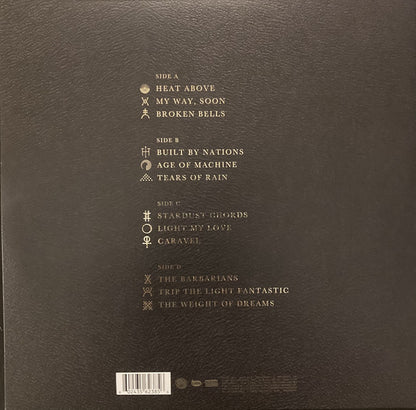 SIDE A
HEAT ABOVE
MY WAY, SOON
BROKEN BELLS
SIDE B
BUILT BY NATIONS
AGE OF MACHINE
TEARS OF RAIN
SIDE C
STARDUST CHORDS
LIGHT MY LOVE
CARAVEL
SIDE D
THE BARBARIANS
TRIP THE LIGHT FANTASTIC
THE WEIGHT OF DREAMS